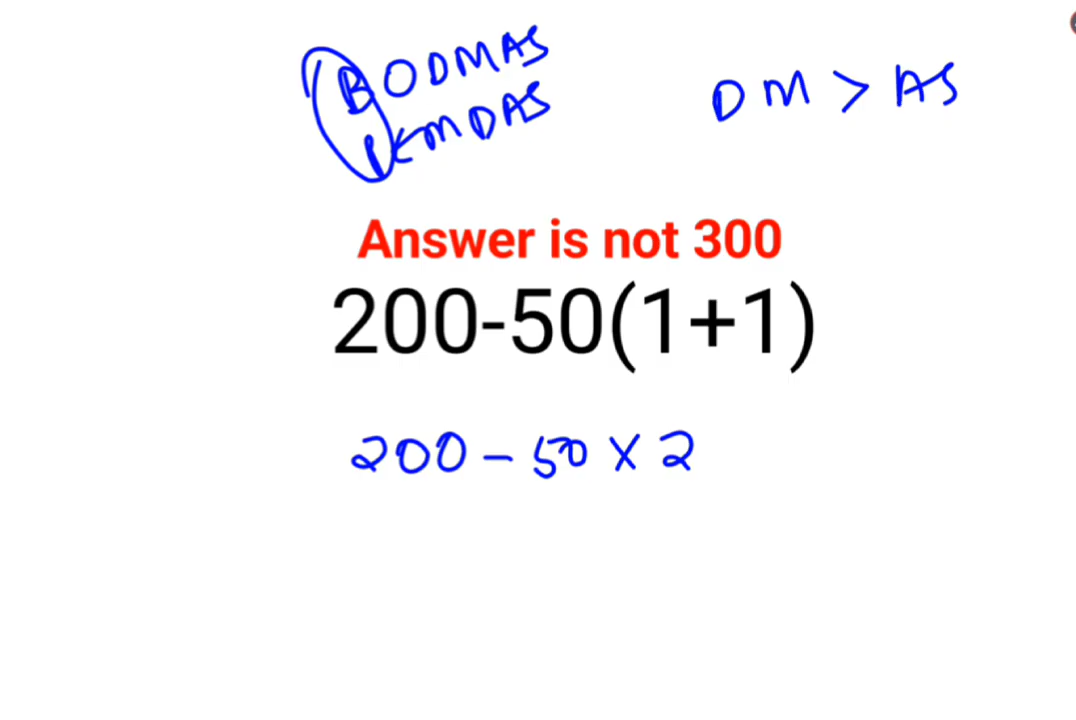 BODMAS
PEMDAS
DM > AS
Answer is not 300
200-50(1+1)
200 - 50 × 2